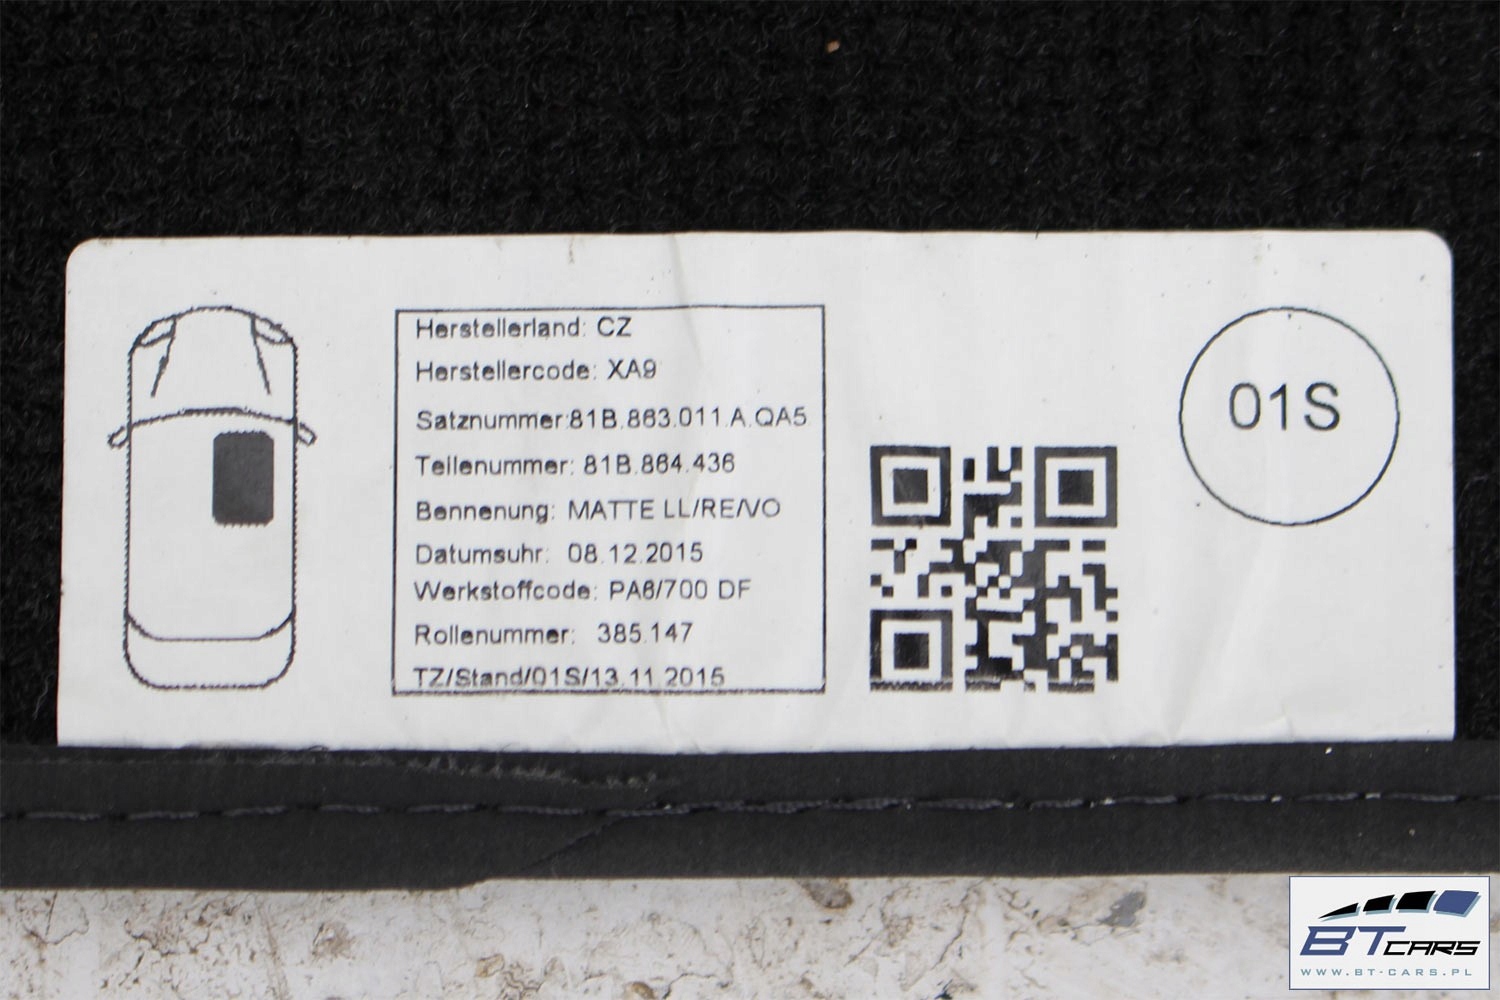 Herstellerland: CZ
Herstellercode: XA9
Satznummer:81B.863.011.A.QA5
Teilenummer: 81B.864.436
Bennenung: MATTE LL/RE/VO
Datumsuhr: 08.12.2015
Werkstoffcode: PA6/700 DF
Rollenummer: 385.147
TZ/Stand/01S/13.11.2015
01S
BT CARS
WWW.BT-CARS.PL